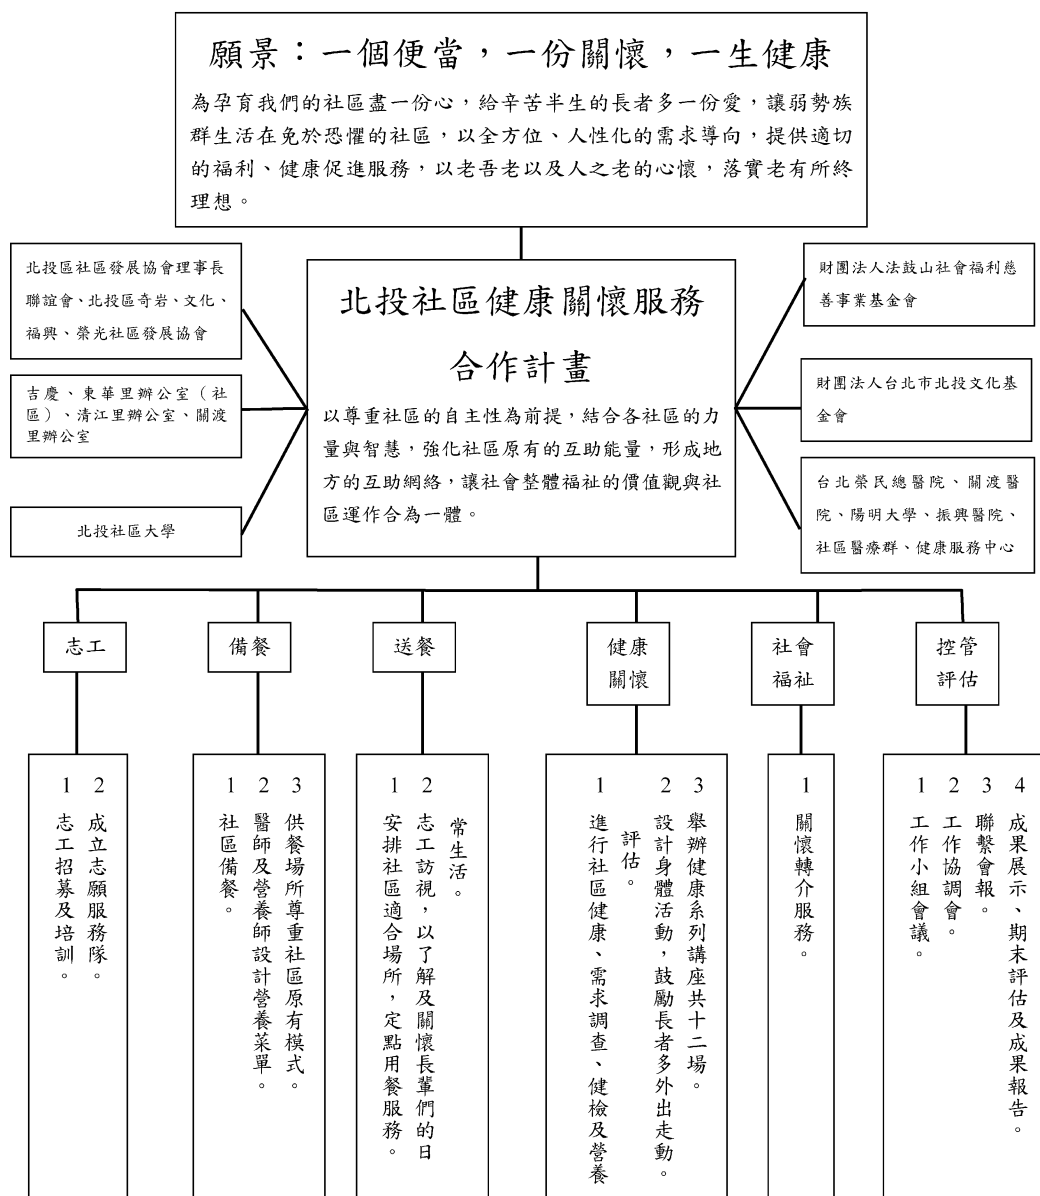 願景：一個便當，一份關懷，一生健康
為孕育我們的社區盡一份心，給辛苦半生的長者多一份愛，讓弱勢族
群生活在免於恐懼的社區，以全方位、人性化的需求導向，提供適切
的福利、健康促進服務，以老吾老以及人之老的心懷，落實老有所終
理想。
北投區社區發展協會理事長
聯誼會、北投區奇岩、文化、
福興、榮光社區發展協會
吉慶、東華里辦公室（社
區）、清江里辦公室、關渡
里辦公室
北投社區大學
北投社區健康關懷服務
合作計畫
以尊重社區的自主性為前提，結合各社區的力
量與智慧，強化社區原有的互助能量，形成地
方的互助網絡，讓社會整體福祉的價值觀與社
區運作合為一體。
財團法人法鼓山社會福利慈
善事業基金會
財團法人台北市北投文化基
金會
台北榮民總醫院、關渡醫
院、陽明大學、振興醫院、
社區醫療群、健康服務中心
志工
1 志工招募及培訓。
2 成立志願服務隊。
備餐
1 社區備餐。
2 醫師及營養師設計營養菜單。
3 供餐場所尊重社區原有模式。
送餐
1 安排社區適合場所，定點用餐服務。
2 志工訪視，以了解及關懷長輩們的日
常生活。
健康
關懷
1 進行社區健康、需求調查、健檢及營養
評估。
2 設計身體活動，鼓勵長者多外出走動。
3 舉辦健康系列講座共十二場。
社會
福祉
1 關懷轉介服務。
控管
評估
1 工作小組會議。
2 工作協調會。
3 聯繫會報。
4 成果展示、期末評估及成果報告。